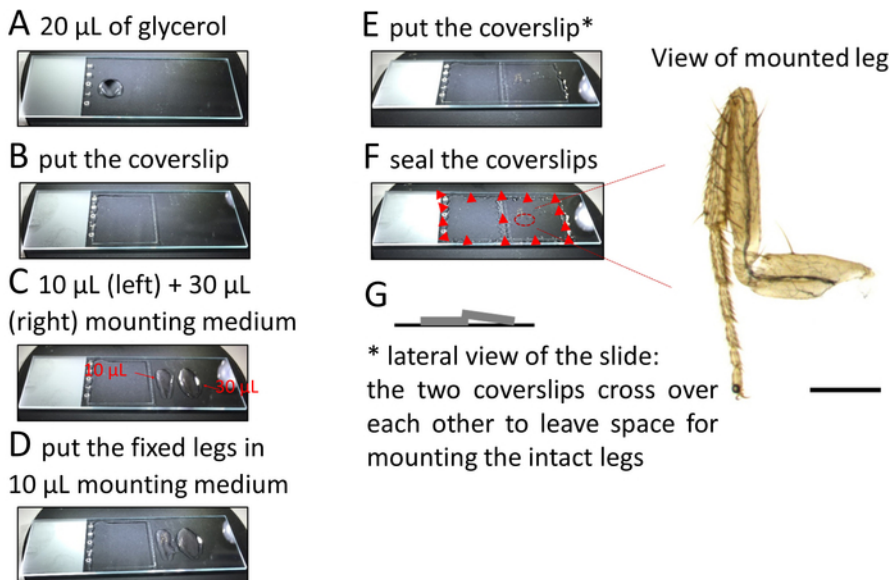 A 20 µL of glycerol
B put the coverslip
C 10 µL (left) + 30 µL
(right) mounting medium
10 µL
30 µL
D put the fixed legs in
10 µL mounting medium
E put the coverslip*
F seal the coverslips
G
* lateral view of the slide:
the two coverslips cross over
each other to leave space for
mounting the intact legs
View of mounted leg